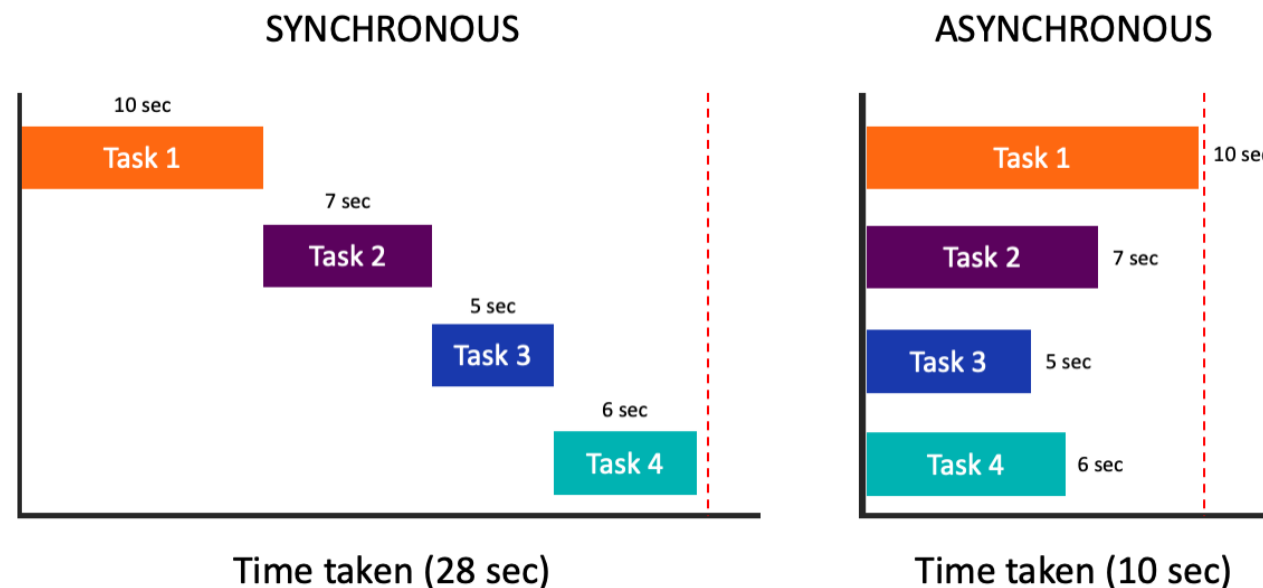 SYNCHRONOUS
10 sec
Task 1
7 sec
Task 2
5 sec
Task 3
6 sec
Task 4
Time taken (28 sec)
ASYNCHRONOUS
Task 1
10 sec
Task 2
7 sec
Task 3
5 sec
Task 4
6 sec
Time taken (10 sec)